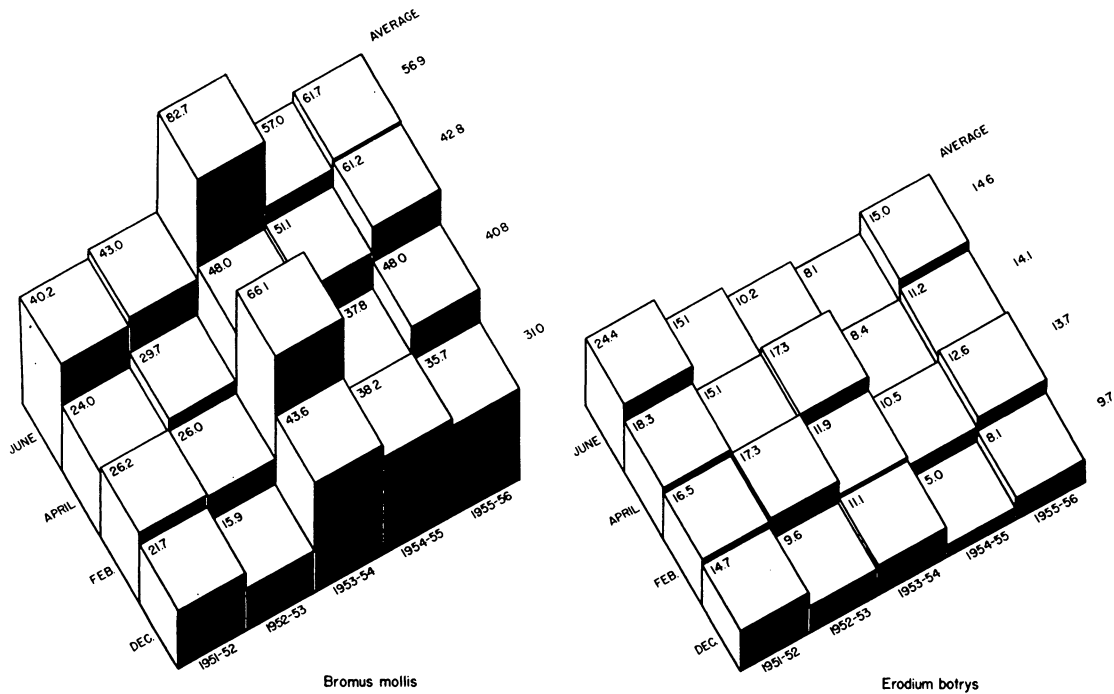 AVERAGE
82.7 57.0 61.7 56.9
40.2 43.0 48.0 51.1 61.2 42.8
24.0 29.7 66.1 37.8 48.0 40.8
26.2 26.0 43.6 38.2 35.7 31.0
21.7 15.9
JUNE
APRIL
FEB.
DEC.
1951-52
1952-53
1953-54
1954-55
1955-56
Bromus mollis
AVERAGE
24.4 15.1 10.2 8.1 15.0 14.6
18.3 15.1 17.3 8.4 11.2 14.1
16.5 17.3 11.9 10.5 12.6 13.7
14.7 9.6 11.1 5.0 8.1 9.7
JUNE
APRIL
FEB.
DEC.
1951-52
1952-53
1953-54
1954-55
1955-56
Erodium botrys